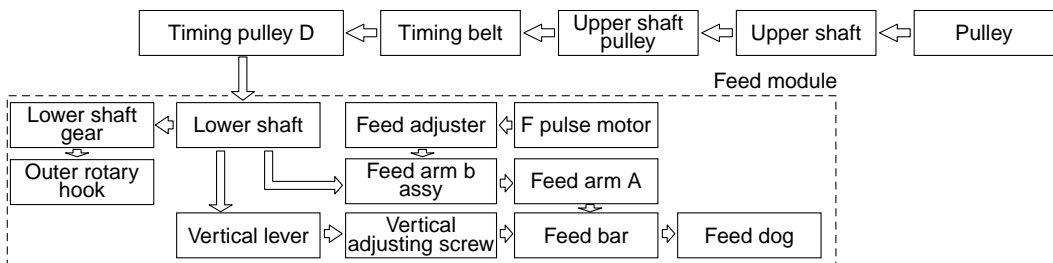 Timing pulley D
Timing belt
Upper shaft
pulley
Upper shaft
Pulley
Feed module
Lower shaft
gear
Lower shaft
Feed adjuster
F pulse motor
Outer rotary
hook
Feed arm b
assy
Feed arm A
Vertical lever
Vertical
adjusting screw
Feed bar
Feed dog